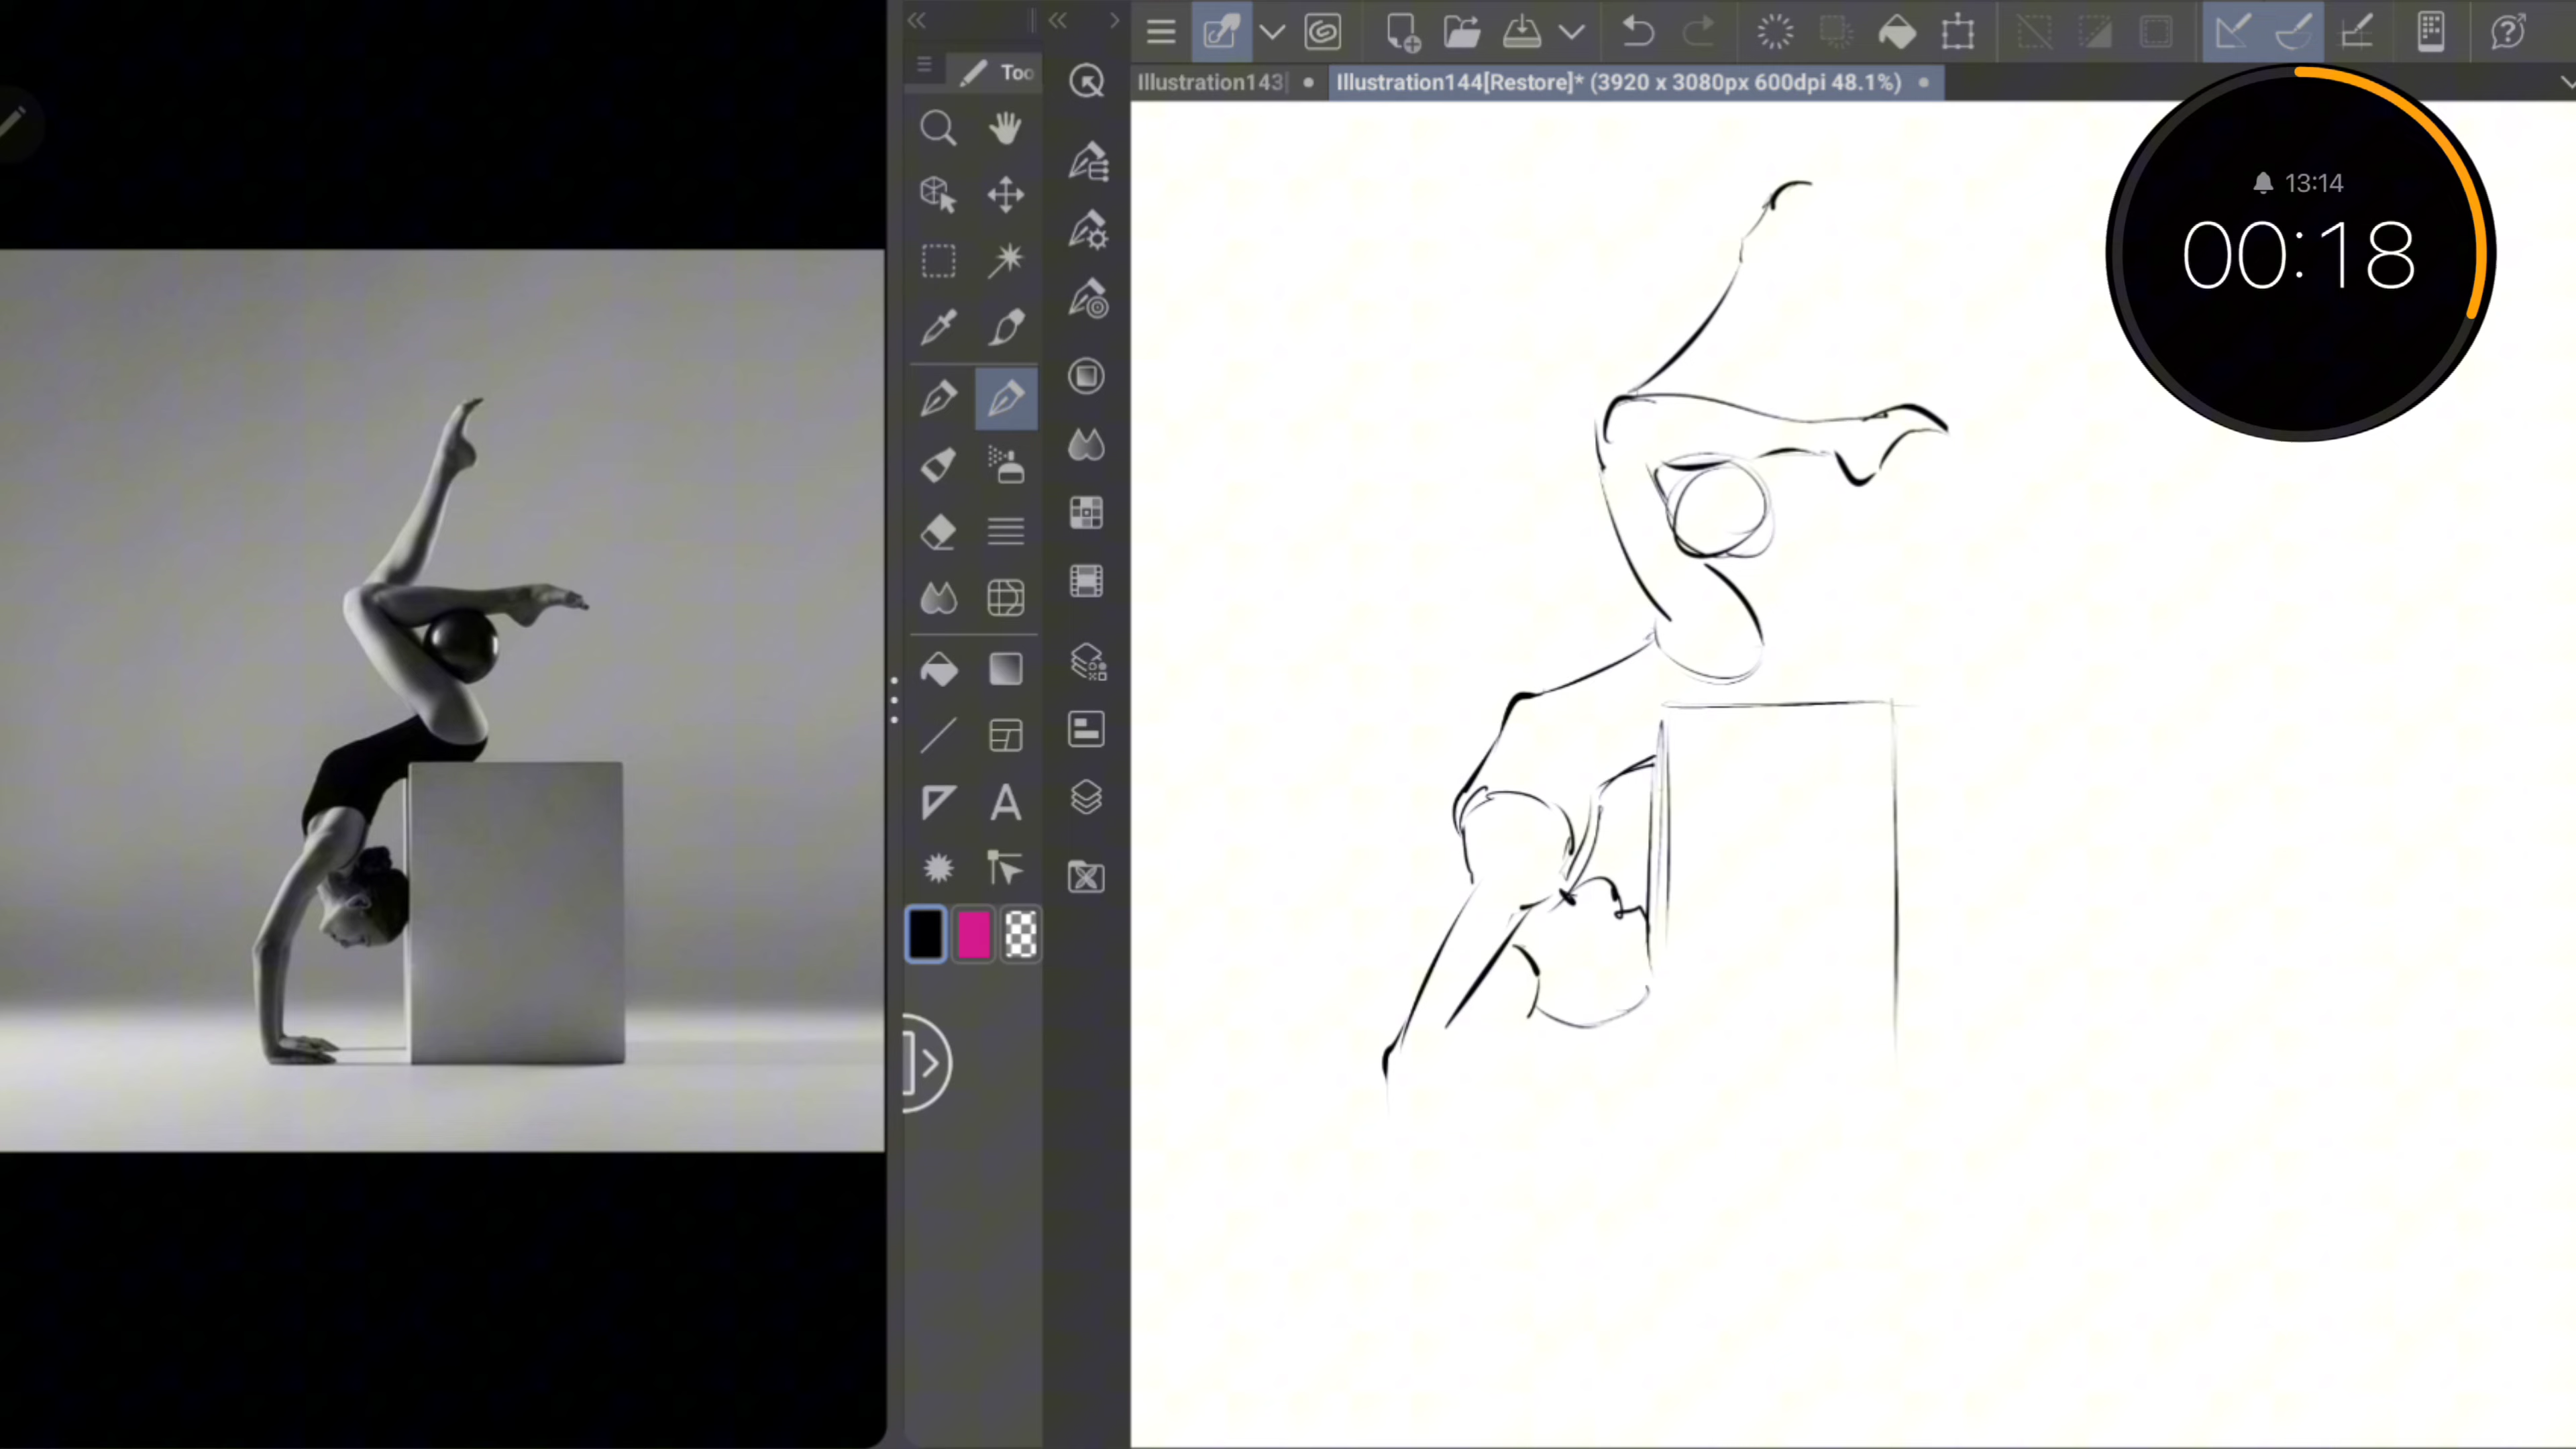 Too
Illustration143
Illustration144[Restore]* (3920 x 3080px 600dpi 48.1%)
13:14
00:18
A